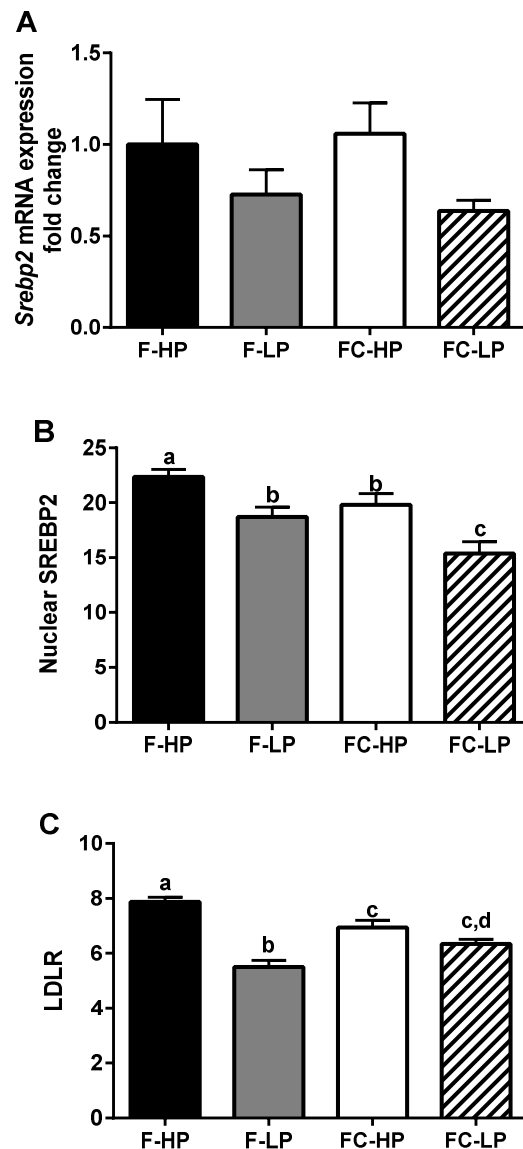 A
Srebp2 mRNA expression
fold change
1.5
1.0
0.5
0.0
F-HP F-LP FC-HP FC-LP
B
Nuclear SREBP2
25
20
15
10
5
0
a
b
b
c
F-HP F-LP FC-HP FC-LP
C
LDLR
10
8
6
4
2
0
a
b
c
c,d
F-HP F-LP FC-HP FC-LP